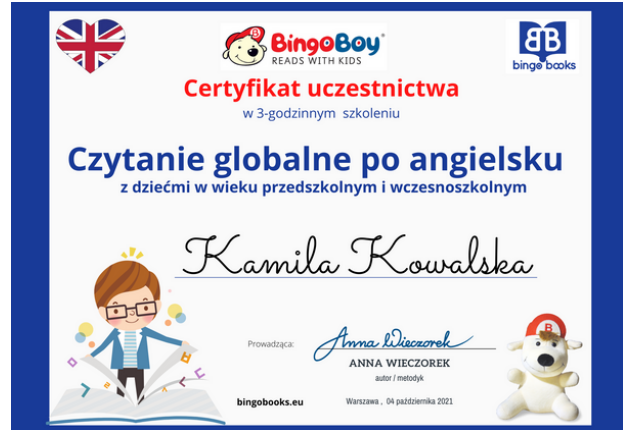 BingoBoy
READS WITH KIDS
bingo books
Certyfikat uczestnictwa
w 3-godzinnym szkoleniu
Czytanie globalne po angielsku
z dziećmi w wieku przedszkolnym i wczesnoszkolnym
Kamila Kowalska
Prowadząca:
Anna Wieczorek
ANNA WIECZOREK
autor / metodyk
bingobooks.eu
Warszawa , 04 października 2021
B